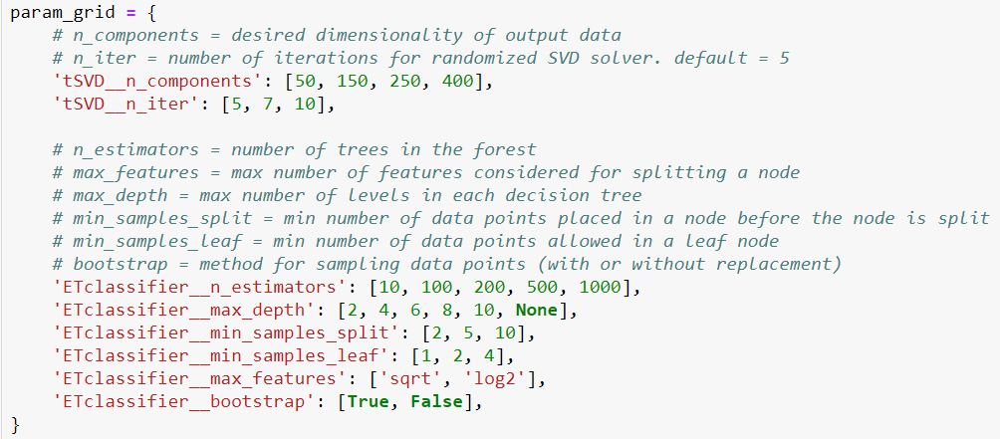 param_grid = {
    # n_components = desired dimensionality of output data
    # n_iter = number of iterations for randomized SVD solver. default = 5
    'tSVD__n_components': [50, 150, 250, 400],
    'tSVD__n_iter': [5, 7, 10],

    # n_estimators = number of trees in the forest
    # max_features = max number of features considered for splitting a node
    # max_depth = max number of levels in each decision tree
    # min_samples_split = min number of data points placed in a node before the node is split
    # min_samples_leaf = min number of data points allowed in a leaf node
    # bootstrap = method for sampling data points (with or without replacement)
    'ETclassifier__n_estimators': [10, 100, 200, 500, 1000],
    'ETclassifier__max_depth': [2, 4, 6, 8, 10, None],
    'ETclassifier__min_samples_split': [2, 5, 10],
    'ETclassifier__min_samples_leaf': [1, 2, 4],
    'ETclassifier__max_features': ['sqrt', 'log2'],
    'ETclassifier__bootstrap': [True, False],
}